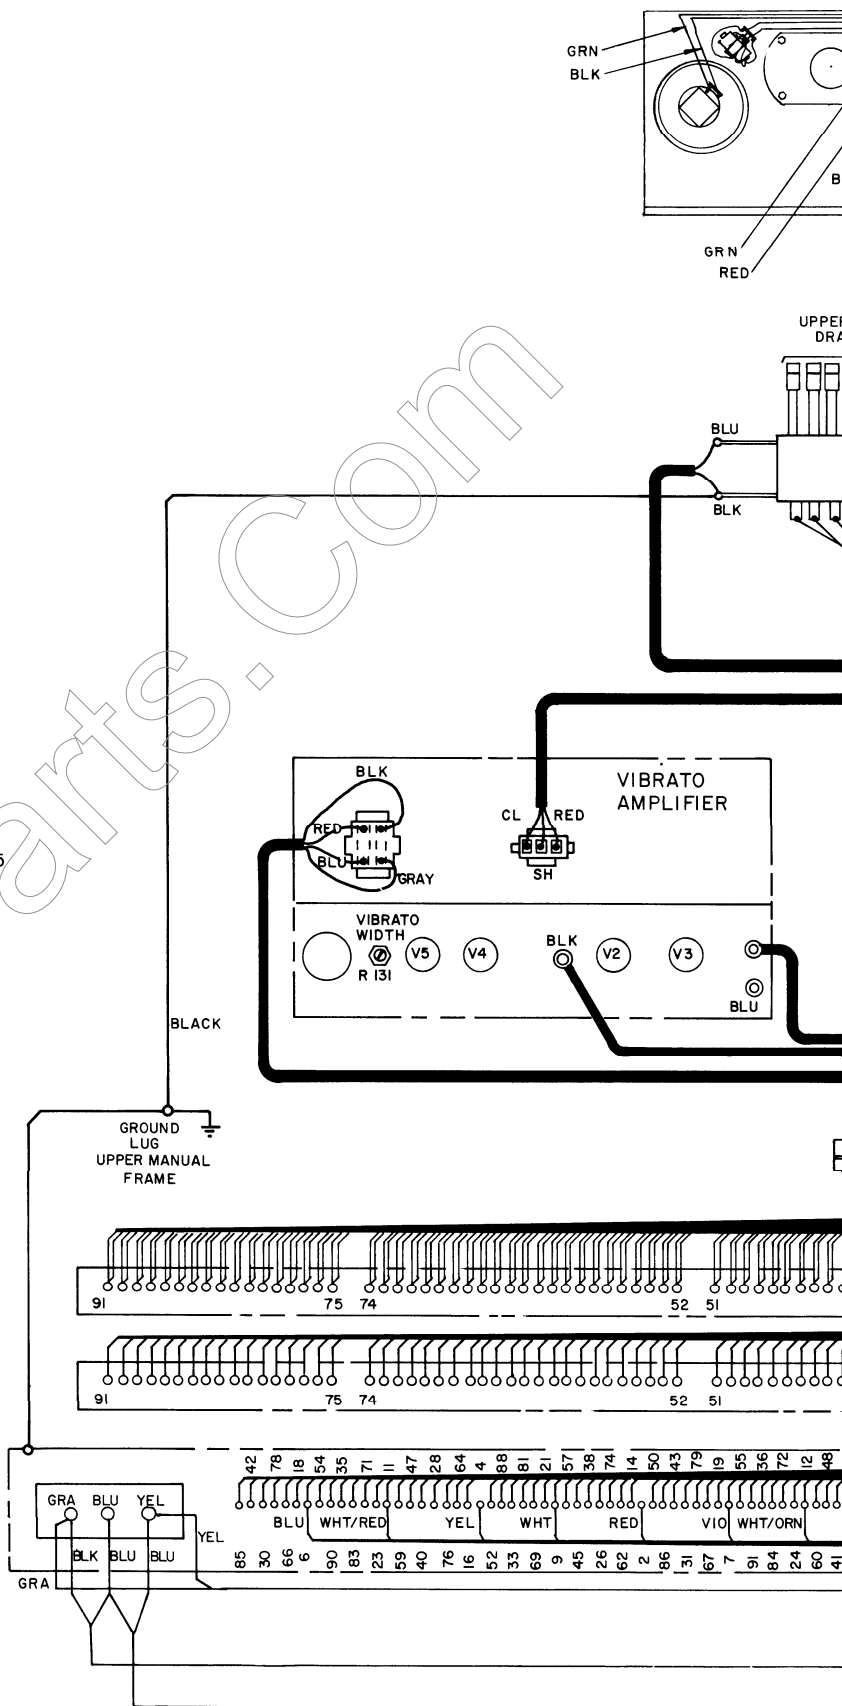 GRN
BLK
B
GRN
RED
UPPER
DRA
BLU
BLK
arts.Com
VIBRATO
AMPLIFIER
BLK
RED
BLU
GRAY
CL
RED
SH
5
VIBRATO
WIDTH
R 131
V5
V4
BLK
V2
V3
BLU
BLACK
GROUND
LUG
UPPER MANUAL
FRAME
91
75
74
52
51
91
75
74
52
51
42 78 18 54 35 71 11 47 28 64 4 88 81 21 57 38 74 14 50 43 79 19 55 36 72 12 48
GRA
BLU
YEL
YEL
BLU
WHT/RED
YEL
WHT
RED
VIO
WHT/ORN
BLK
BLU
BLU
85 30 66 6 90 83 23 59 40 76 16 52 33 69 9 45 26 62 2 86 31 67 7 91 84 24 60 41
GRA